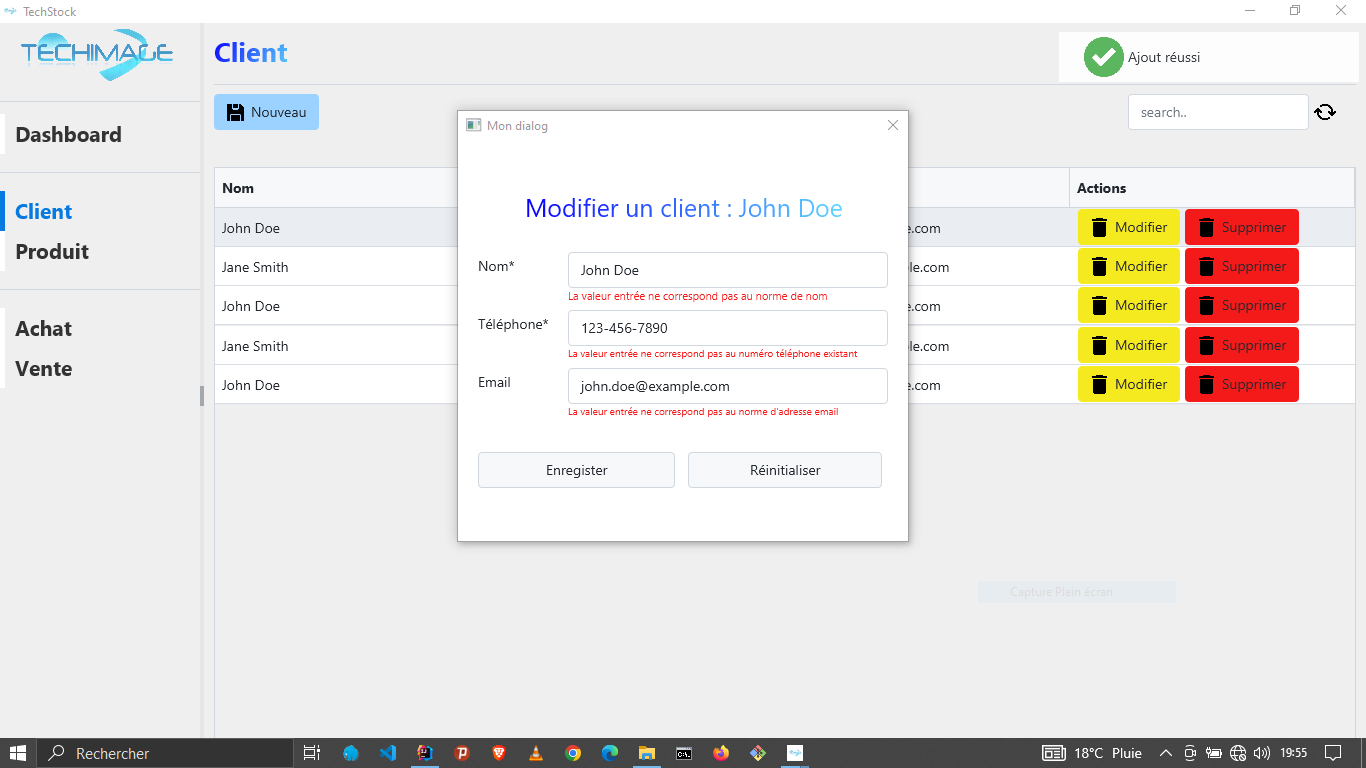 TechStock
TECHIMAGE
Client
Ajout réussi
Nouveau
search..
Dashboard
Client
Produit
Achat
Vente
Nom
Actions
John Doe
e.com
Modifier
Supprimer
Jane Smith
ple.com
Modifier
Supprimer
John Doe
e.com
Modifier
Supprimer
Jane Smith
ple.com
Modifier
Supprimer
John Doe
e.com
Modifier
Supprimer
Mon dialog
Modifier un client : John Doe
Nom*
John Doe
La valeur entrée ne correspond pas au norme de nom
Téléphone*
123-456-7890
La valeur entrée ne correspond pas au numéro téléphone existant
Email
john.doe@example.com
La valeur entrée ne correspond pas au norme d'adresse email
Enregister
Réinitialiser
Capture Plein écran
Rechercher
18°C Pluie
19:55